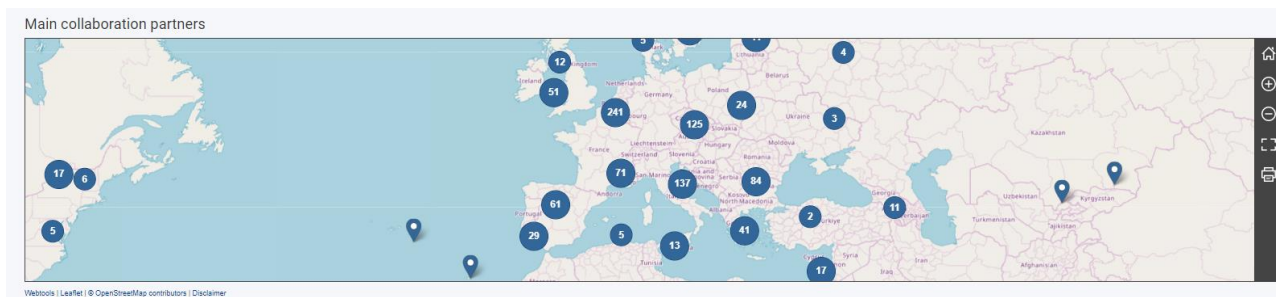 Main collaboration partners
5
4
12
51
241
24
3
125
17
6
71
137
84
61
5
29
5
13
41
2
11
17
Lithuania
Belarus
Germany
Poland
Ukraine
Slovakia
Kazakhstan
Liechtenstein
Hungary
Moldova
France
Switzerland
Slovenia
Romania
Croatia
San Marino
Serbia
Andorra
North Macedonia
Georgia
Uzbekistan
Kyrgyzstan
Portugal
Albania
Turkmenistan
Tunisia
Syria
Iraq
Iran
Afghanistan
Webtools | Leaflet | © OpenStreetMap contributors | Disclaimer